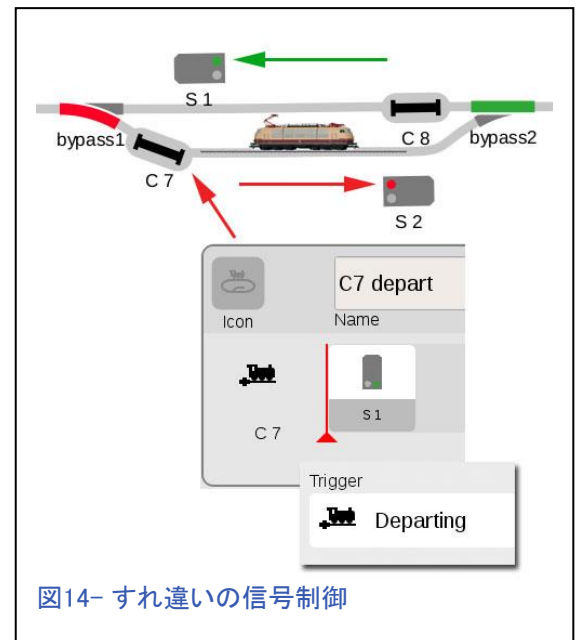 S 1
bypass1
C 8
bypass2
C 7
S 2
C7 depart
Icon
Name
C 7
S 1
Trigger
Departing
図14- すれ違いの信号制御